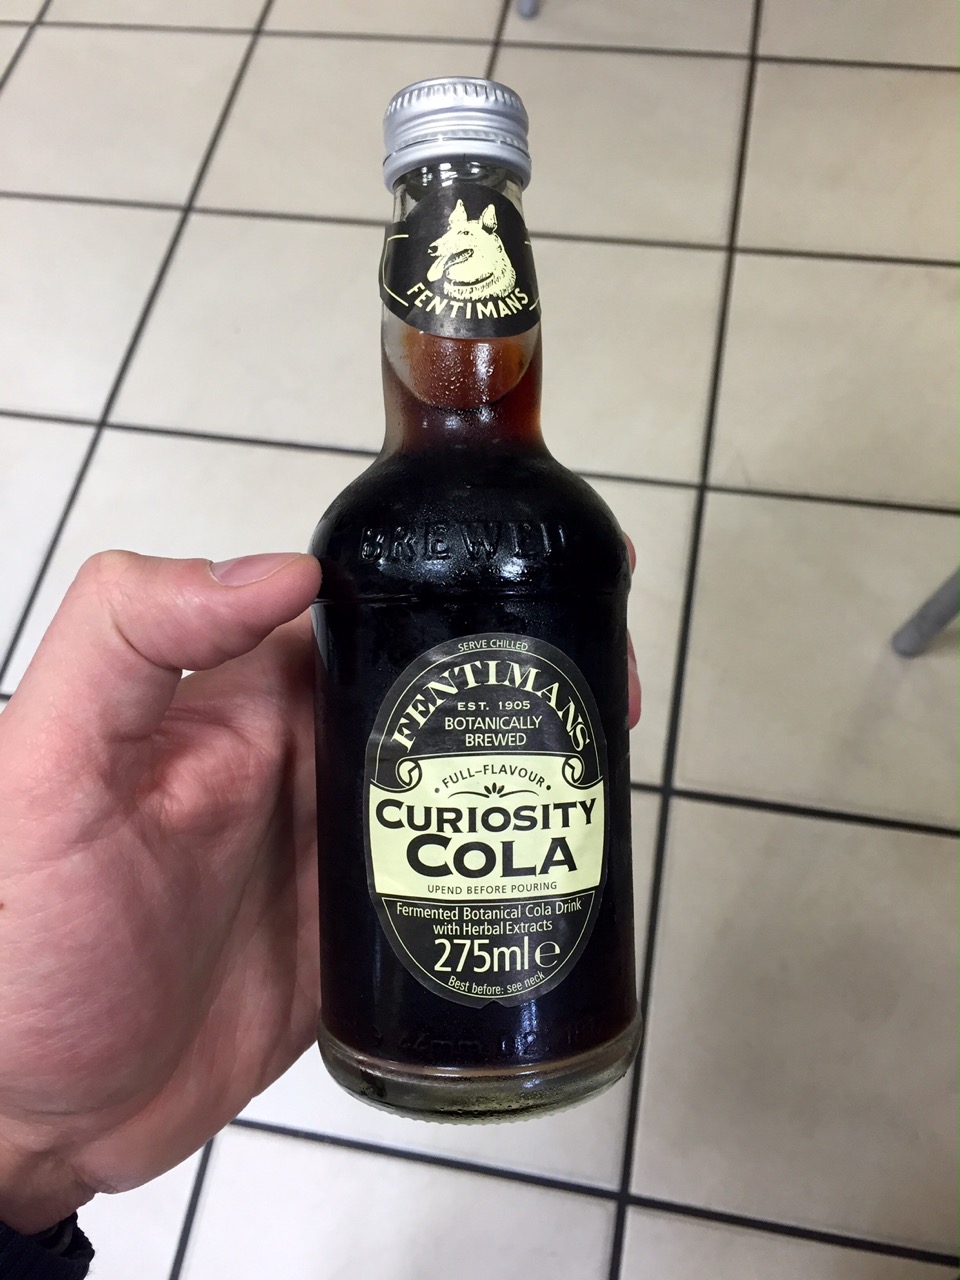 FENTIMANS
BREWED
SERVE CHILLED
FENTIMANS
EST. 1905
BOTANICALLY
BREWED
FULL-FLAVOUR
CURIOSITY
COLA
UPEND BEFORE POURING
Fermented Botanical Cola Drink
with Herbal Extracts
275ml e
Best before: see neck